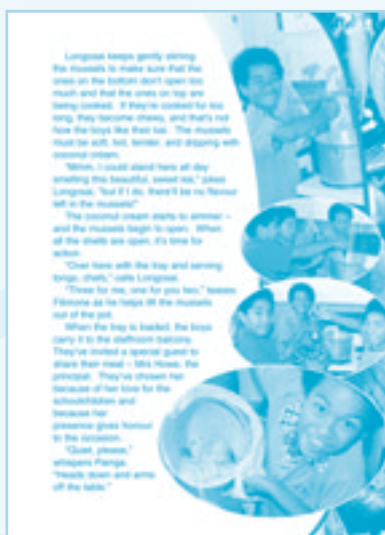 Longosai keeps gently stirring
the mussels to make sure that the
ones on the bottom don't open too
much and that the ones on top are
being cooked. If they're cooked for too
long, they become chewy, and that's not
how the boys like their kai. The mussels
must be soft, hot, tender, and dripping with
coconut cream.
"Mmm, I could stand here all day
smelling this beautiful, sweet kai," jokes
"but if I do, there'll be no flavour
left in the mussels!"
The coconut cream starts to simmer –
and the mussels begin to open. When
all the shells are open, it's time for
action.
"Over here with the tray and serving
tongs, chefs," calls
"Three for me, one for you two," teases
Filimone as he helps lift the mussels
out of the pot.
When the tray is loaded, the boys
carry it to the staffroom balcony.
They've invited a special guest to
share their meal – Mrs Howe, the
principal. They've chosen her
because of her love for the
schoolchildren and
because her
presence gives honour
to the occasion.
"Quiet, please,"
whispers
"Heads down and arms
off the table."